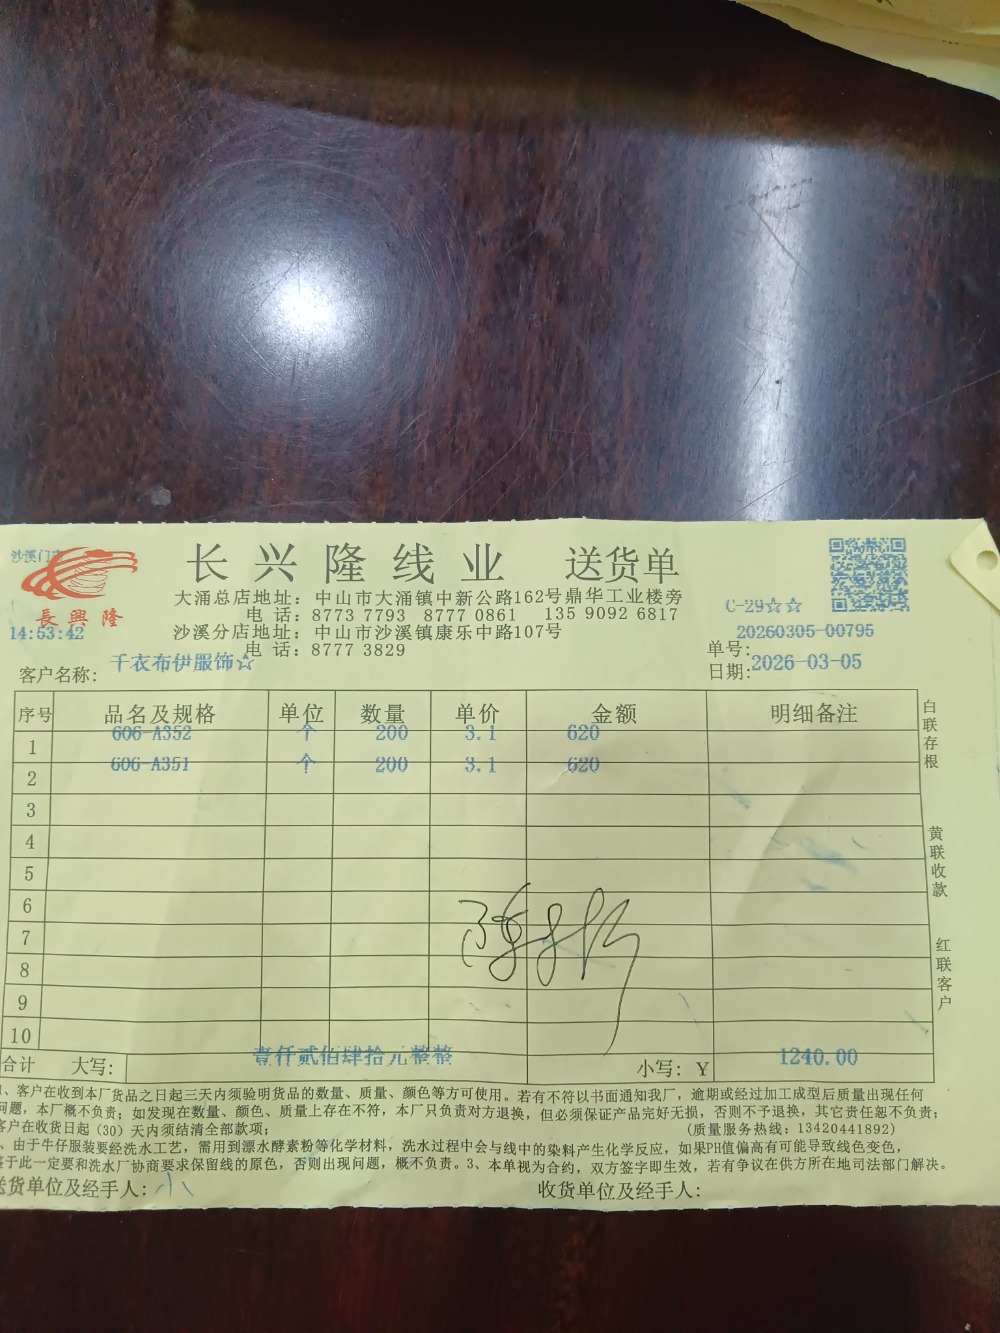 沙溪门市
长兴隆线业 送货单
長興隆
大涌总店地址：中山市大涌镇中新公路162号鼎华工业楼旁
电 话：8773 7793 8777 0861 135 9092 6817
C-29☆☆
14:53:42
沙溪分店地址：中山市沙溪镇康乐中路107号
20260305-00795
电 话：8777 3829
单号：
客户名称：千衣布伊服饰☆
日期：2026-03-05
序号 品名及规格 单位 数量 单价 金额 明细备注
1 606-A352 个 200 3.1 620
2 606-A351 个 200 3.1 620
3
4
5
6
7
8
9
10
白联存根
黄联收款
红联客户
合计 大写：壹仟贰佰肆拾元整整 小写：Y 1240.00
1、客户在收到本厂货品之日起三天内须验明货品的数量、质量、颜色等方可使用。若有不符以书面通知我厂，逾期或经过加工成型后质量出现任何
问题，本厂概不负责；如发现在数量、颜色、质量上存在不符，本厂只负责对方退换，但必须保证产品完好无损，否则不予退换，其它责任恕不负责；
客户在收货日起（30）天内须结清全部款项； （质量服务热线：13420441892）
、由于牛仔服装要经洗水工艺，需用到漂水酵素粉等化学材料，洗水过程中会与线中的染料产生化学反应，如果PH值偏高有可能导致线色变色，
鉴于此一定要和洗水厂协商要求保留线的原色，否则出现问题，概不负责。3、本单视为合约，双方签字即生效，若有争议在供方所在地司法部门解决。
送货单位及经手人： 收货单位及经手人：